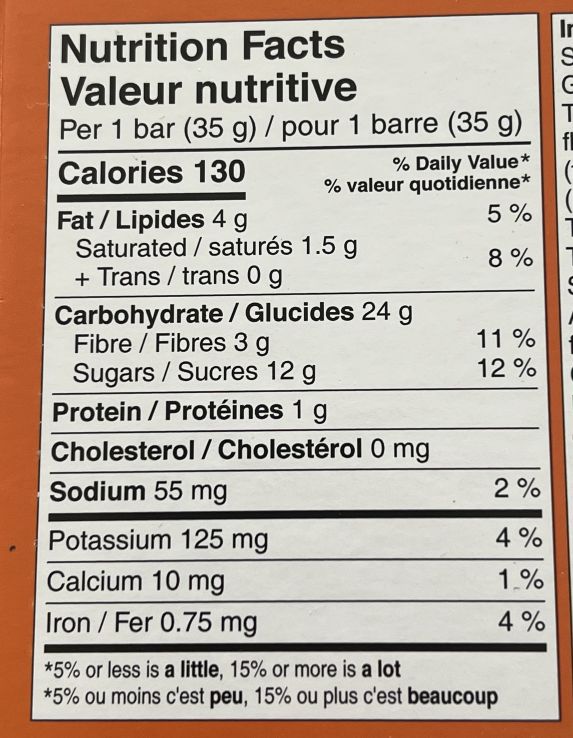 Nutrition Facts
Valeur nutritive
Per 1 bar (35 g) / pour 1 barre (35 g)
Calories 130
% Daily Value*
% valeur quotidienne*
Fat / Lipides 4 g 5 %
Saturated / saturés 1.5 g
+ Trans / trans 0 g 8 %
Carbohydrate / Glucides 24 g
Fibre / Fibres 3 g 11 %
Sugars / Sucres 12 g 12 %
Protein / Protéines 1 g
Cholesterol / Cholestérol 0 mg
Sodium 55 mg 2 %
Potassium 125 mg 4 %
Calcium 10 mg 1 %
Iron / Fer 0.75 mg 4 %
*5% or less is a little, 15% or more is a lot
*5% ou moins c'est peu, 15% ou plus c'est beaucoup